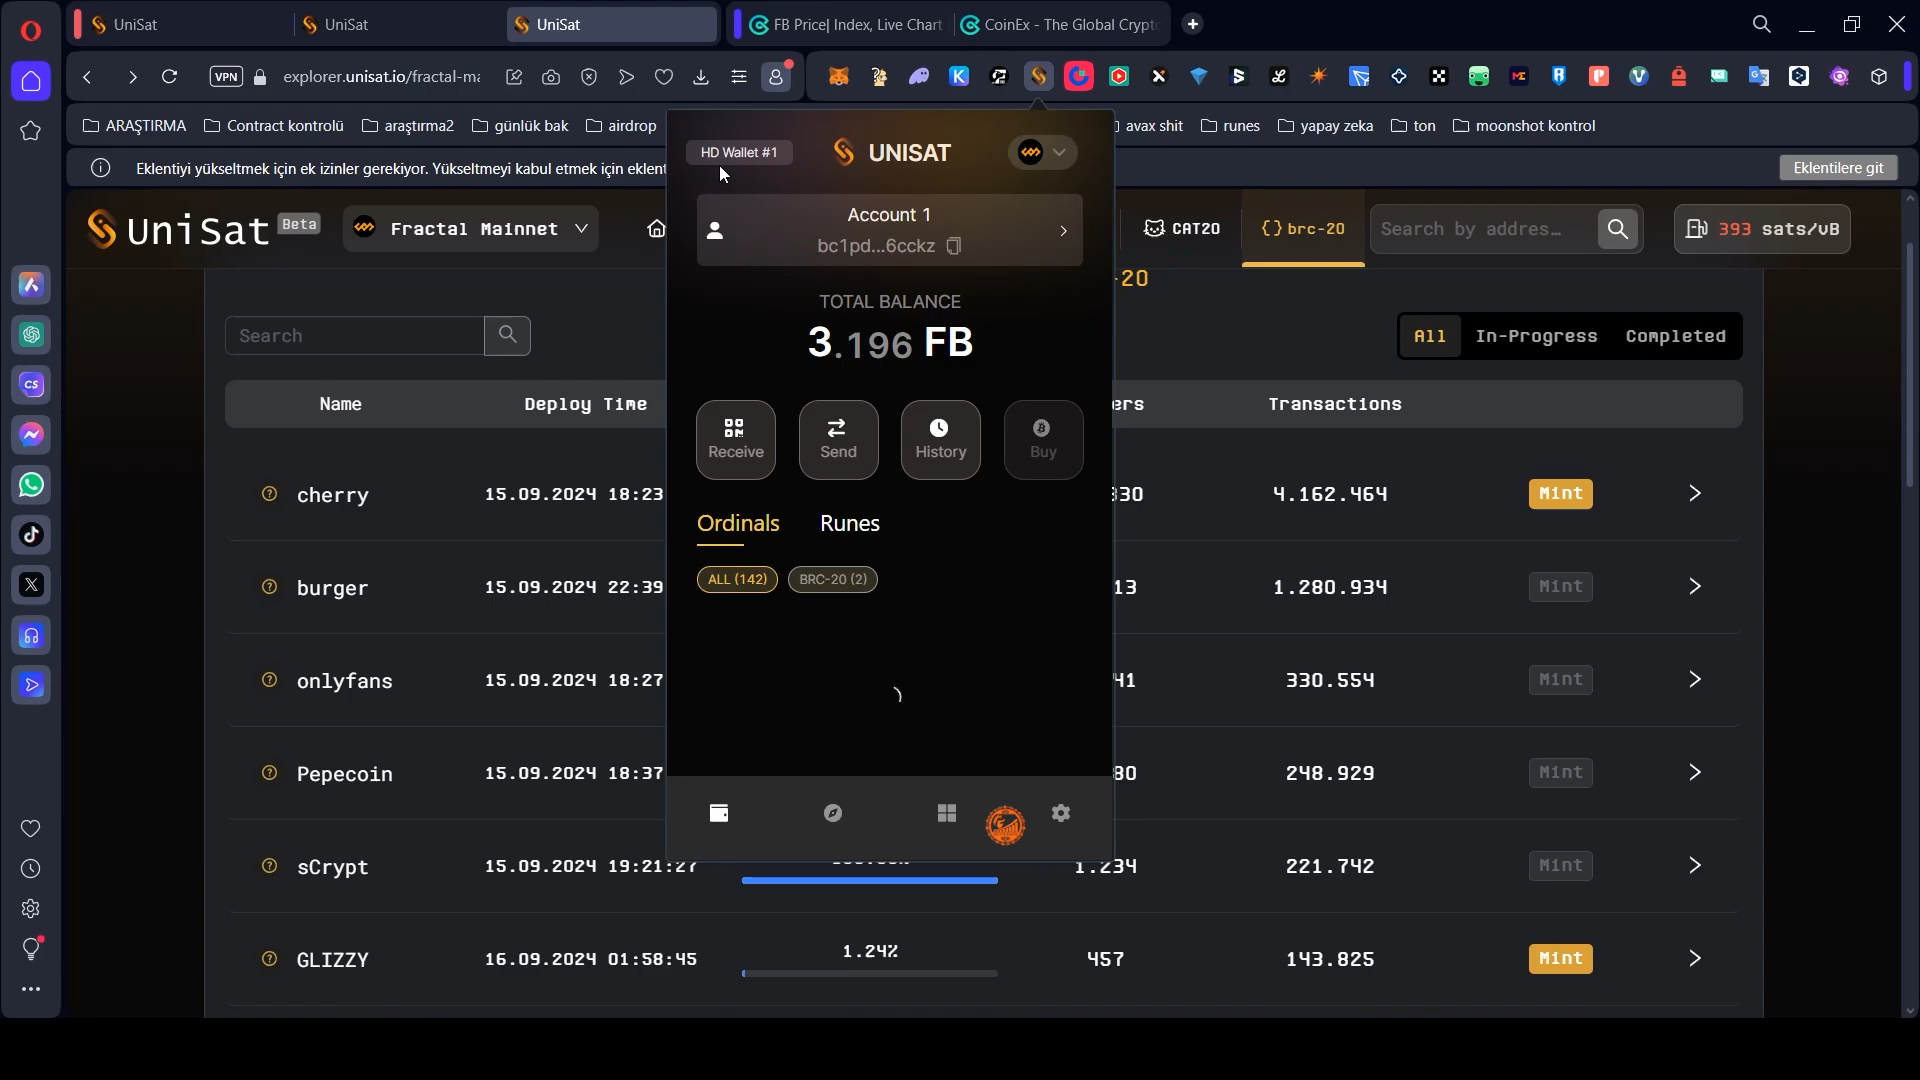 UniSat
UniSat
UniSat
FB Price| Index, Live Chart
CoinEx - The Global Crypto
VPN
explorer.unisat.io/fractal-ma
ARAŞTIRMA
Contract kontrolü
araştırma2
günlük bak
airdrop
avax shit
runes
yapay zeka
ton
moonshot kontrol
Eklentiyi yükseltmek için ek izinler gerekiyor. Yükseltmeyi kabul etmek için eklent
Eklentilere git
UniSat
Beta
Fractal Mainnet
CAT20
brc-20
Search by addres…
393 sats/vB
-20
Search
All
In-Progress
Completed
Name
Deploy Time
ers
Transactions
cherry
15.09.2024 18:23
330
4.162.464
Mint
burger
15.09.2024 22:39
13
1.280.934
Mint
onlyfans
15.09.2024 18:27
41
330.554
Mint
Pepecoin
15.09.2024 18:37
80
248.929
Mint
sCrypt
15.09.2024 19:21:27
1.234
221.742
Mint
GLIZZY
16.09.2024 01:58:45
1.24%
457
143.825
Mint
HD Wallet #1
UNISAT
Account 1
bc1pd...6cckz
TOTAL BALANCE
3.196 FB
Receive
Send
History
Buy
Ordinals
Runes
ALL (142)
BRC-20 (2)